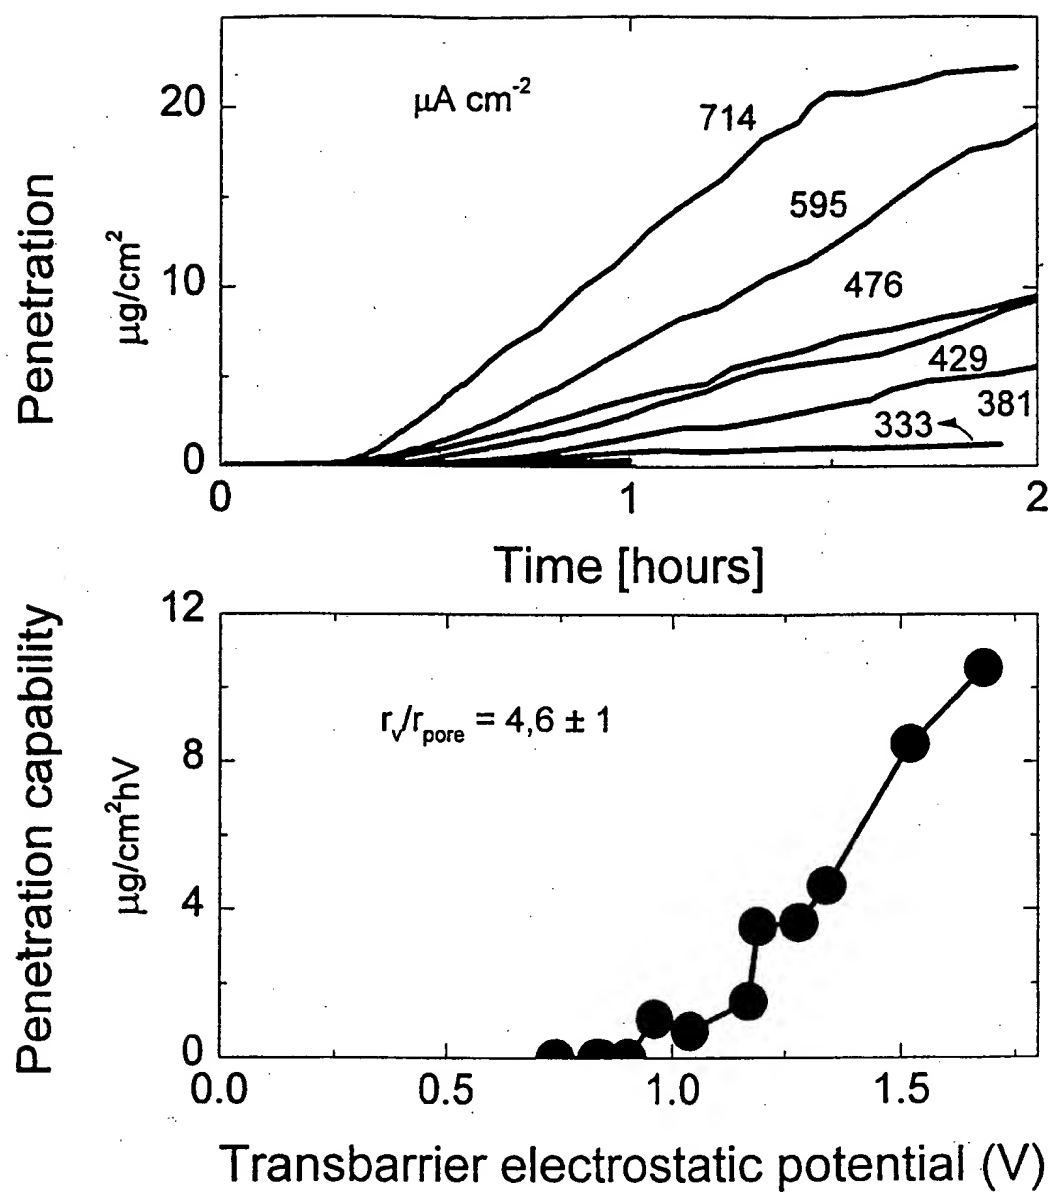 20
10
0
0
1
2
Penetration
μg/cm²
μA cm⁻²
714
595
476
429
381
333
Time [hours]
12
8
4
0
0.0
0.5
1.0
1.5
Penetration capability
μg/cm²hV
rᵥ/r_pore = 4,6 ± 1
Transbarrier electrostatic potential (V)